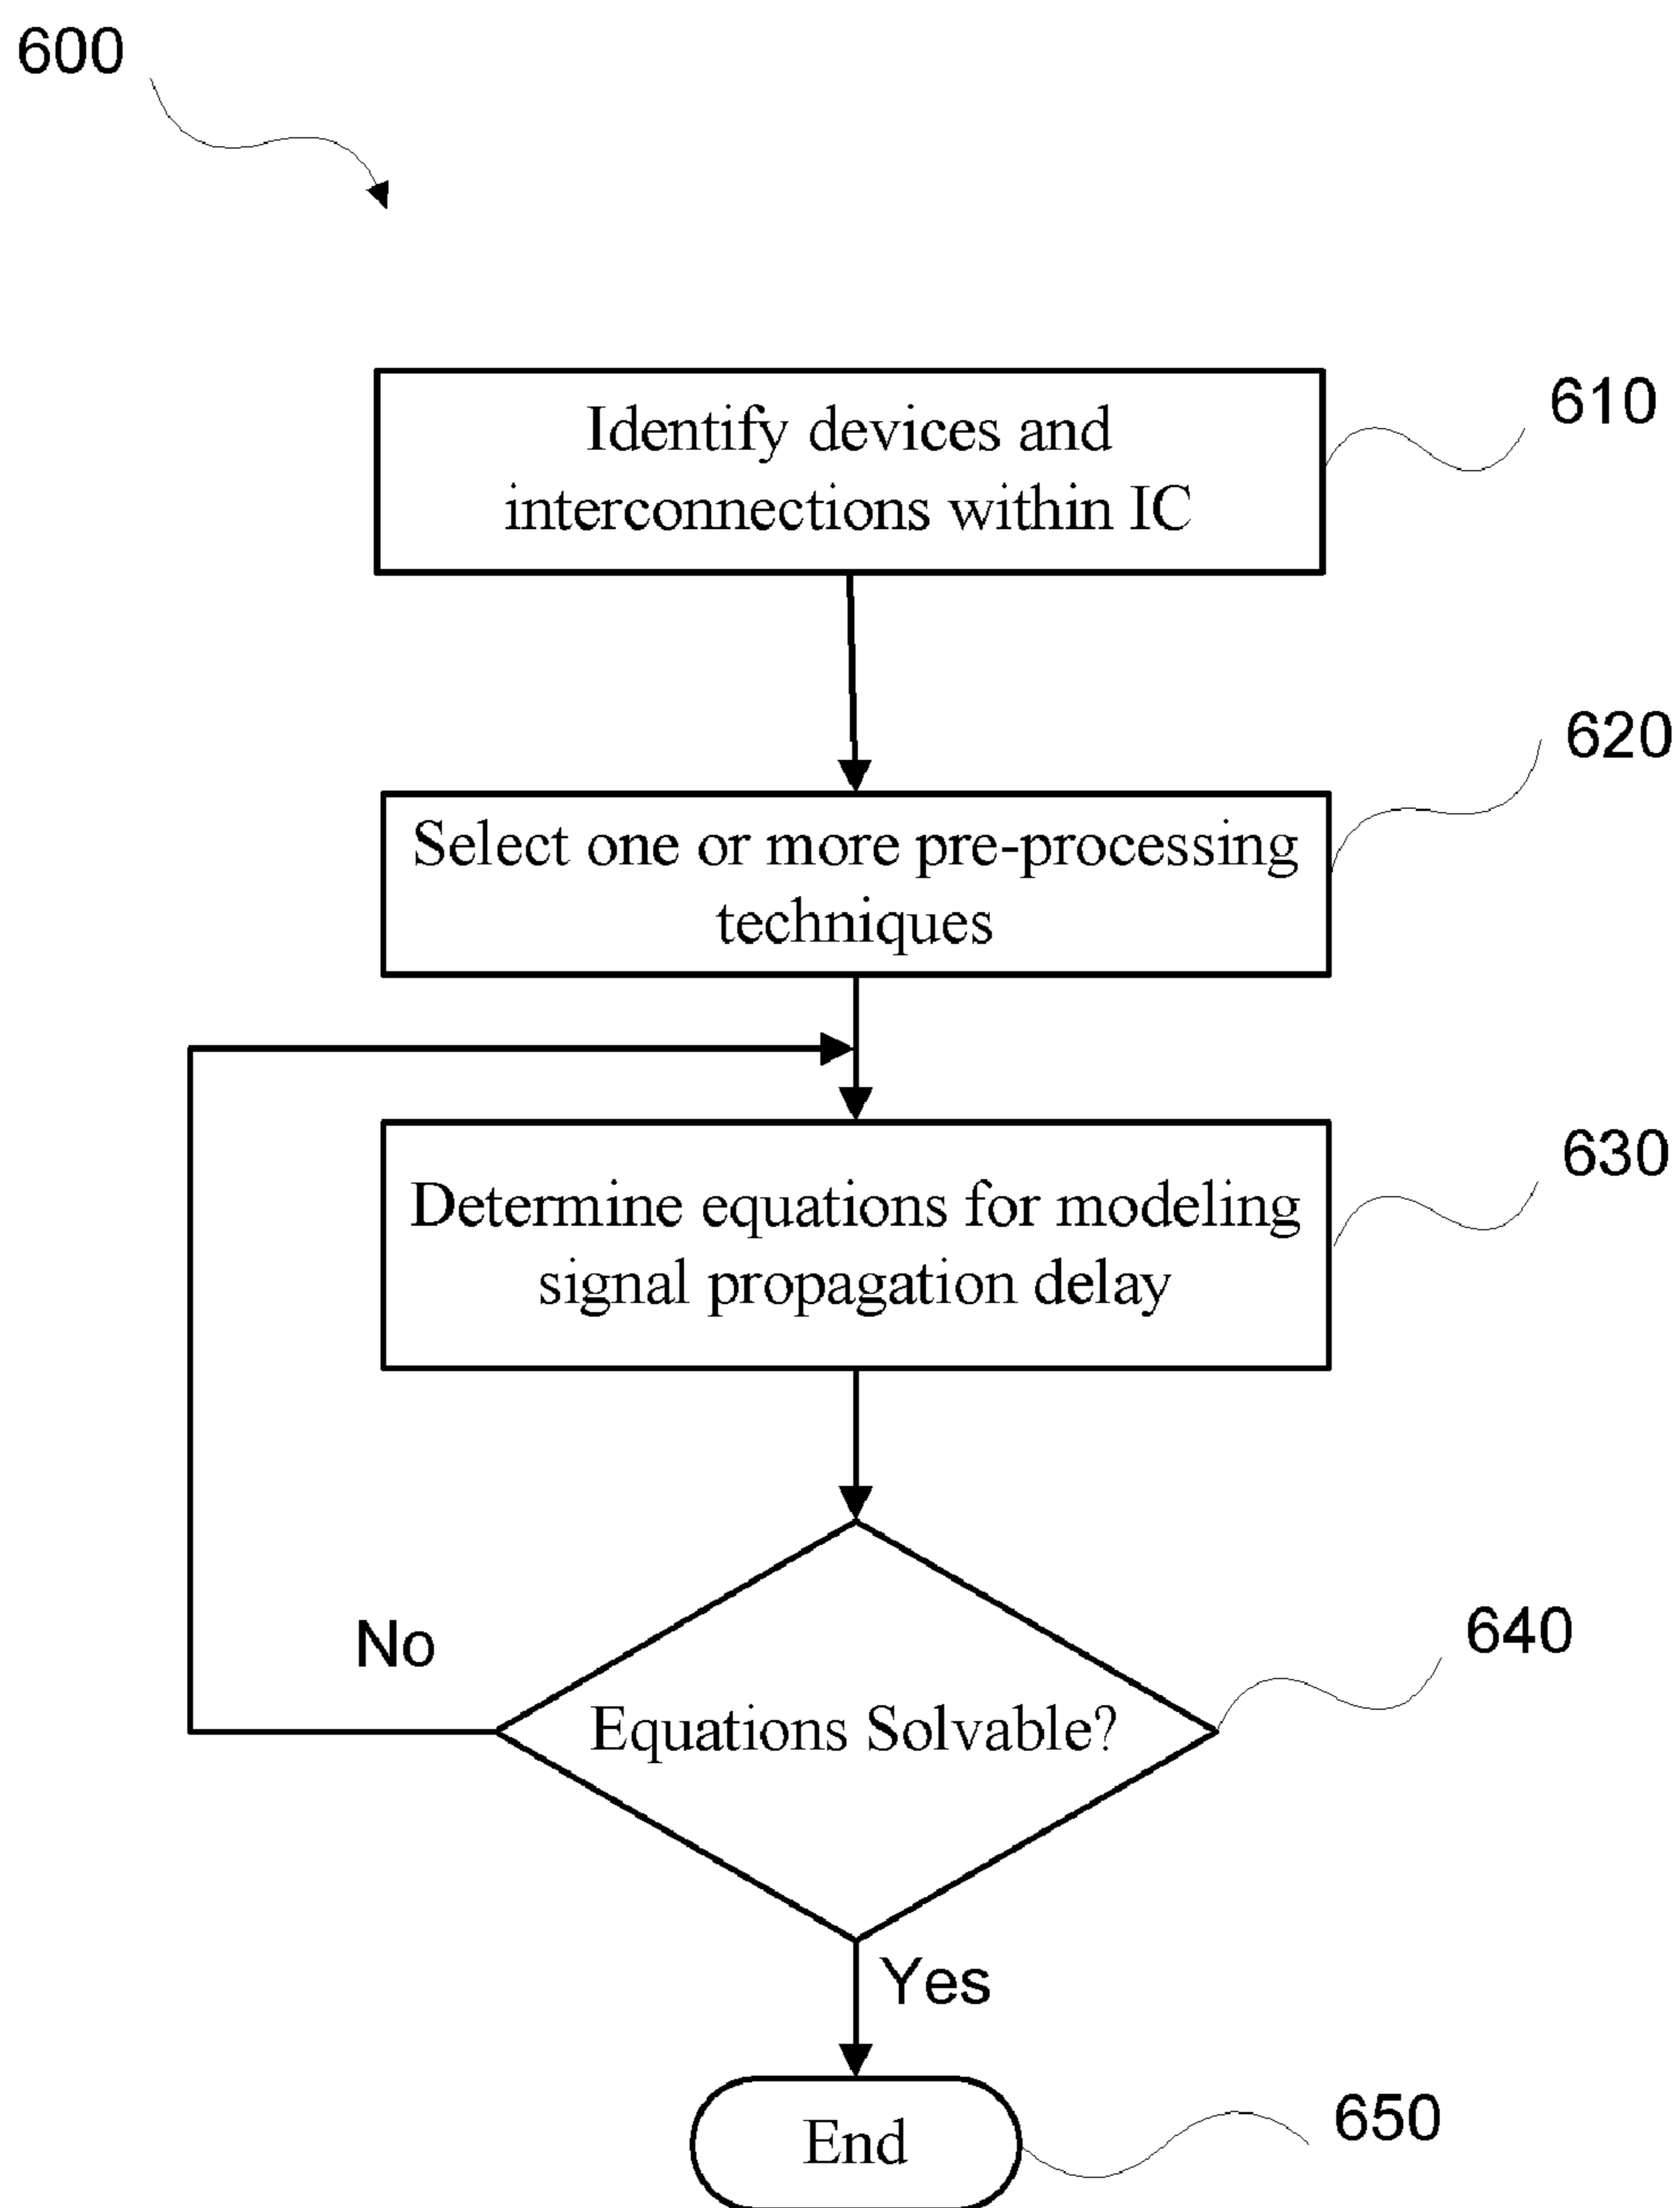 600
610
Identify devices and
interconnections within IC
620
Select one or more pre-processing
techniques
630
Determine equations for modeling
signal propagation delay
640
No
Equations Solvable?
Yes
650
End